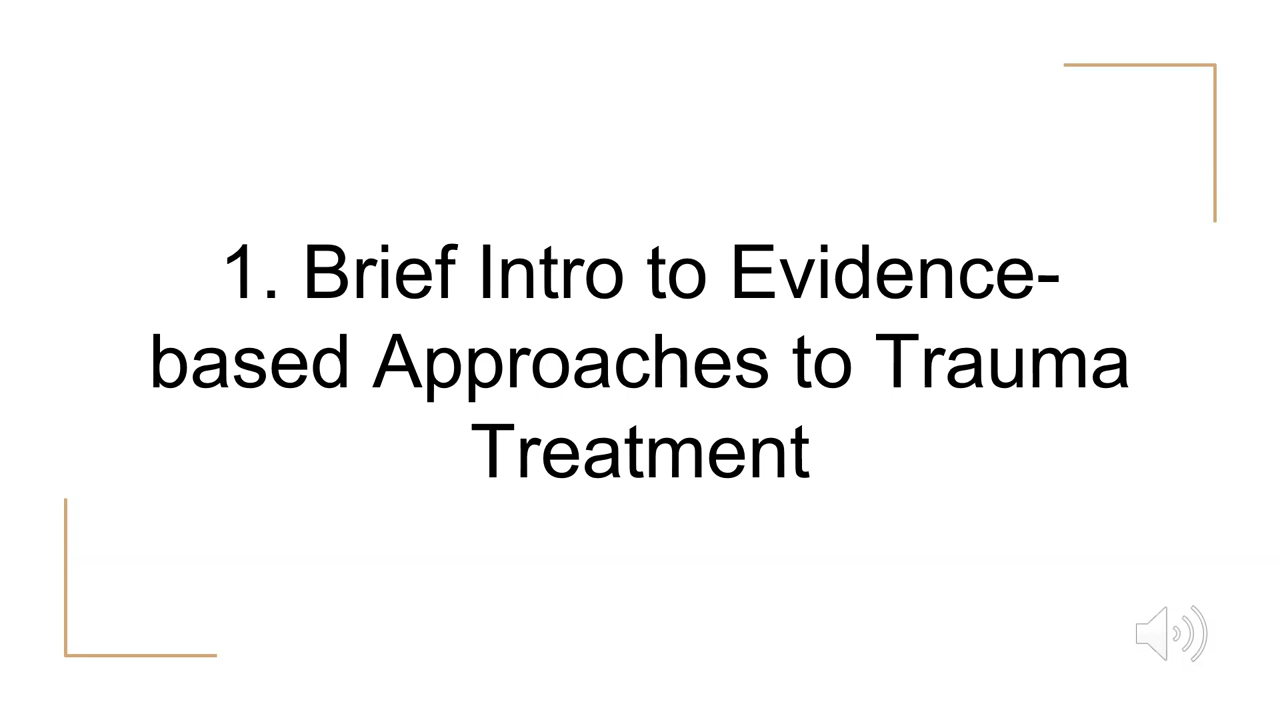 1. Brief Intro to Evidence-
based Approaches to Trauma
Treatment